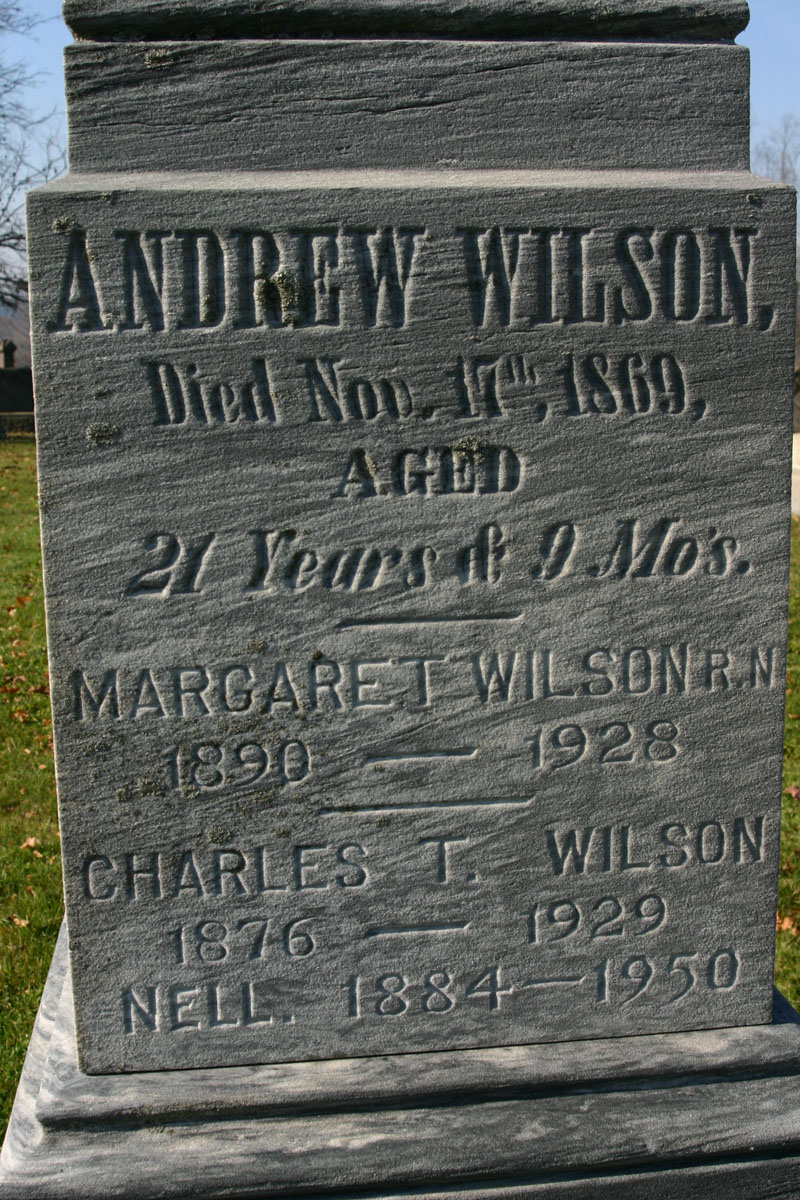 ANDREW WILSON,
Died Nov. 17th, 1869,
AGED
21 Years & 9 Mo's.
MARGARET WILSON R.N
1890 — 1928
CHARLES T. WILSON
1876 — 1929
NELL. 1884 — 1950